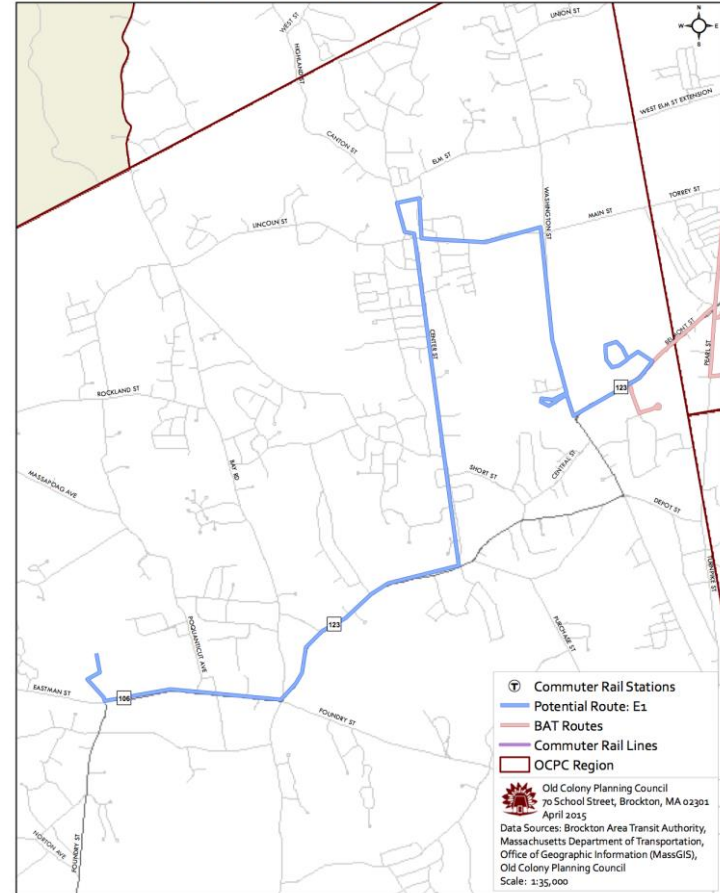 WEST ST
UNION ST
N
W E
S
HIGHLAND ST
WEST ELM ST EXTENSION
CANTON ST
ELM ST
WASHINGTON ST
TORREY ST
MAIN ST
LINCOLN ST
CENTER ST
BELMONT ST
PEARL ST
123
ROCKLAND ST
BAY RD
SHORT ST
CENTRAL ST
MASSAPOAG AVE
DEPOT ST
TURNPIKE ST
POQUANTICUT AVE
123
PURCHASE ST
EASTMAN ST
106
FOUNDRY ST
NORTON AVE
FOUNDRY ST
T Commuter Rail Stations
Potential Route: E1
BAT Routes
Commuter Rail Lines
OCPC Region
Old Colony Planning Council
70 School Street, Brockton, MA 02301
April 2015
Data Sources: Brockton Area Transit Authority,
Massachusetts Department of Transportation,
Office of Geographic Information (MassGIS),
Old Colony Planning Council
Scale: 1:35,000